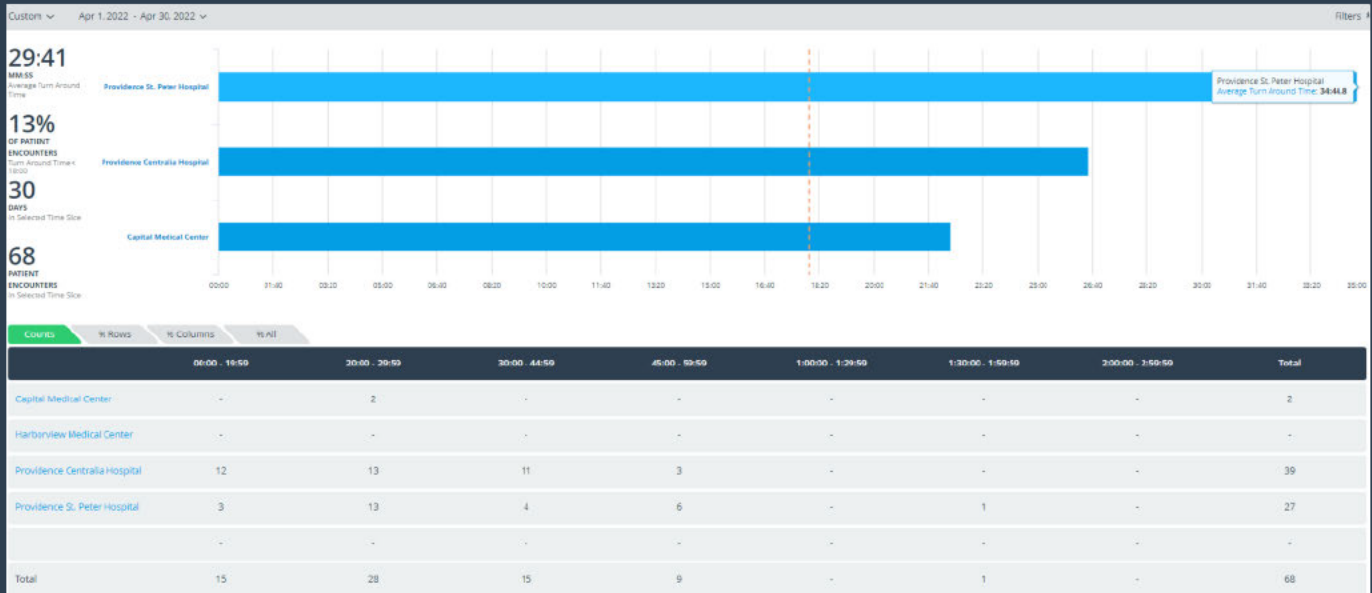 Custom Apr 1, 2022 - Apr 30, 2022 Filters
29:41
MM:SS
Average Turn Around
Time
13%
OF PATIENT
ENCOUNTERS
Turn Around Time <
30
DAYS
in Selected Time Slice
68
PATIENT
ENCOUNTERS
in Selected Time Slice
Providence St. Peter Hospital
Providence Centralia Hospital
Capital Medical Center
Providence St. Peter Hospital
Average Turn Around Time: 34:44.8
00:00 01:40 03:20 05:00 06:40 08:20 10:00 11:40 13:20 15:00 16:40 18:20 20:00 21:40 23:20 25:00 26:40 28:20 30:00 31:40 33:20 35:00
Counts % Rows % Columns % All
00:00 - 19:59 20:00 - 29:59 30:00 - 44:59 45:00 - 59:59 1:00:00 - 1:29:59 1:30:00 - 1:59:59 2:00:00 - 2:59:59 Total
Capital Medical Center - 2 - - - - - 2
Harborview Medical Center - - - - - - - -
Providence Centralia Hospital 12 13 11 3 - - - 39
Providence St. Peter Hospital 3 13 4 6 - 1 - 27
- - - - - - - -
Total 15 28 15 9 - 1 - 68